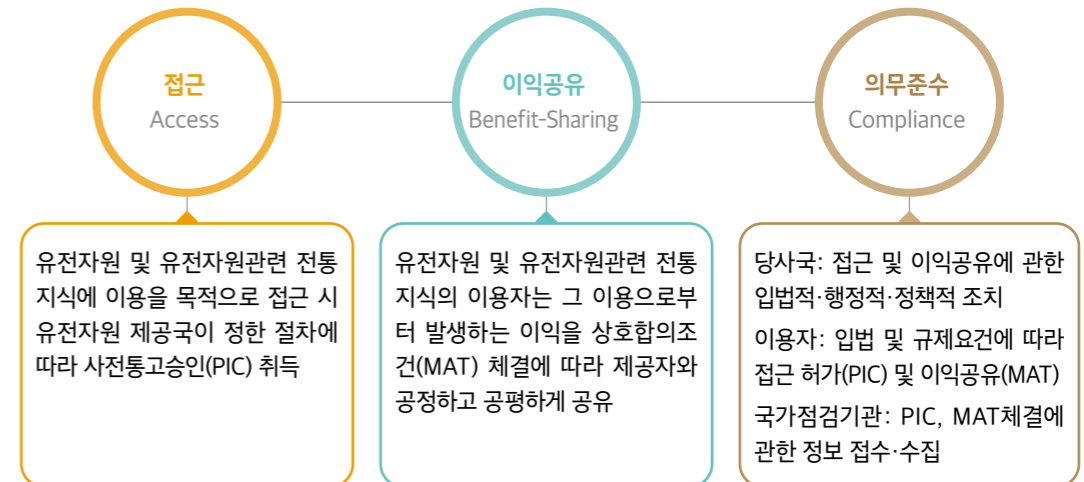 접근
Access
이익공유
Benefit-Sharing
의무준수
Compliance
유전자원 및 유전자원관련 전통
지식에 이용을 목적으로 접근 시
유전자원 제공국이 정한 절차에
따라 사전통고승인(PIC) 취득
유전자원 및 유전자원관련 전통
지식의 이용자는 그 이용으로부
터 발생하는 이익을 상호합의조
건(MAT) 체결에 따라 제공자와
공정하고 공평하게 공유
당사국: 접근 및 이익공유에 관한
입법적·행정적·정책적 조치
이용자: 입법 및 규제요건에 따라
접근 허가(PIC) 및 이익공유(MAT)
국가점검기관: PIC, MAT체결에
관한 정보 접수·수집